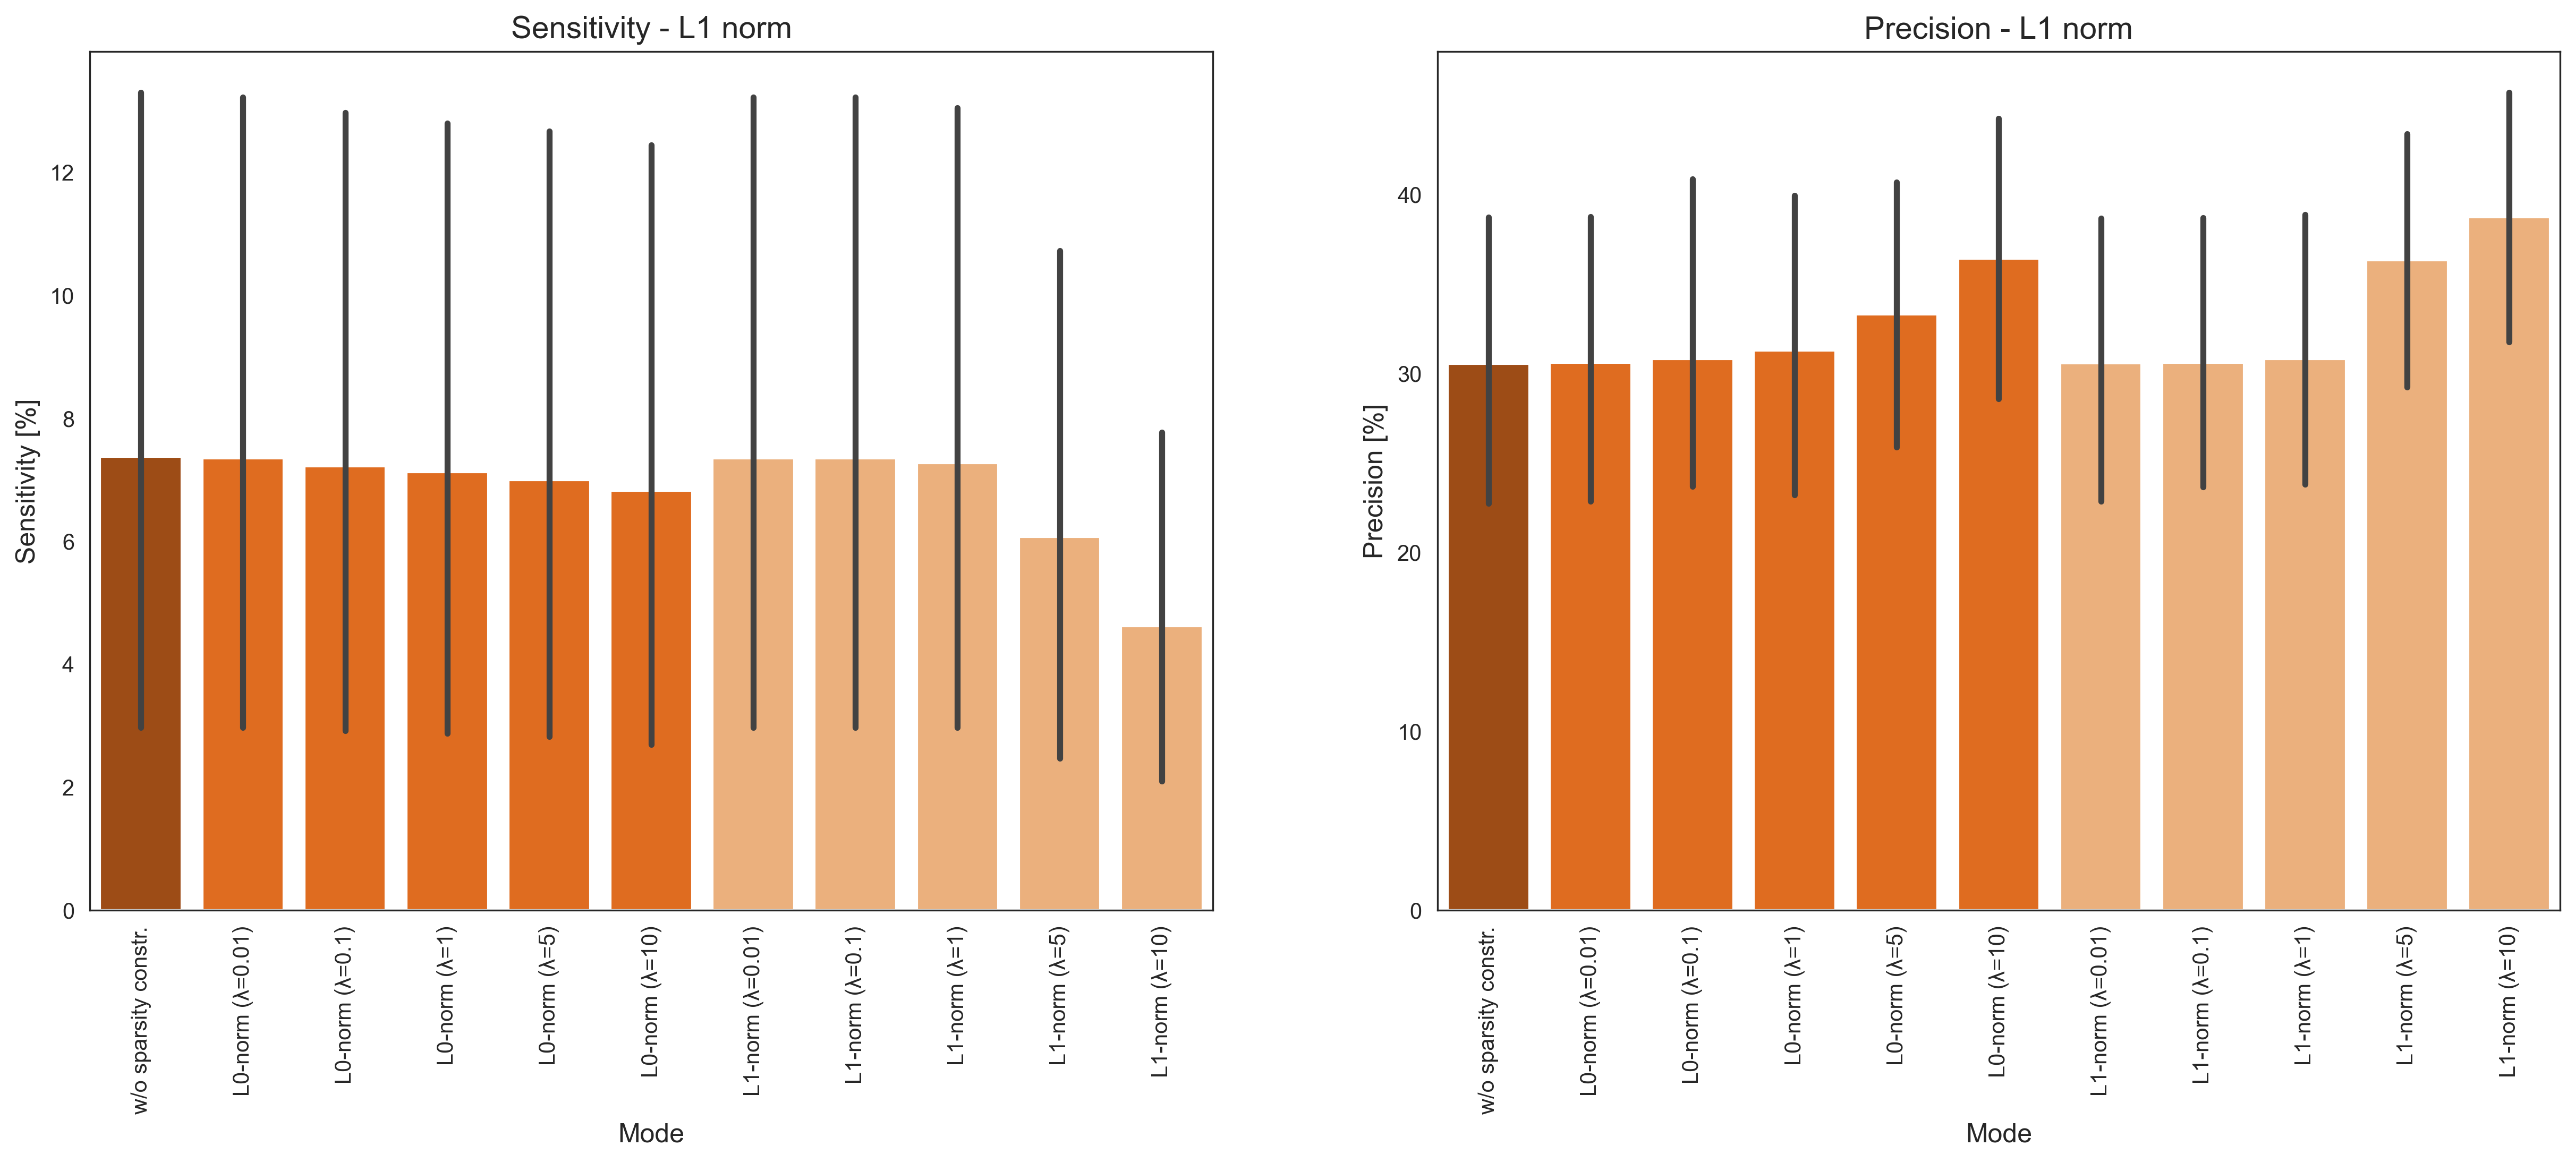 Sensitivity - L1 norm
Sensitivity [%]
12
10
8
6
4
2
0
w/o sparsity constr.
L0-norm (λ=0.01)
L0-norm (λ=0.1)
L0-norm (λ=1)
L0-norm (λ=5)
L0-norm (λ=10)
L1-norm (λ=0.01)
L1-norm (λ=0.1)
L1-norm (λ=1)
L1-norm (λ=5)
L1-norm (λ=10)
Mode
Precision - L1 norm
Precision [%]
40
30
20
10
0
w/o sparsity constr.
L0-norm (λ=0.01)
L0-norm (λ=0.1)
L0-norm (λ=1)
L0-norm (λ=5)
L0-norm (λ=10)
L1-norm (λ=0.01)
L1-norm (λ=0.1)
L1-norm (λ=1)
L1-norm (λ=5)
L1-norm (λ=10)
Mode